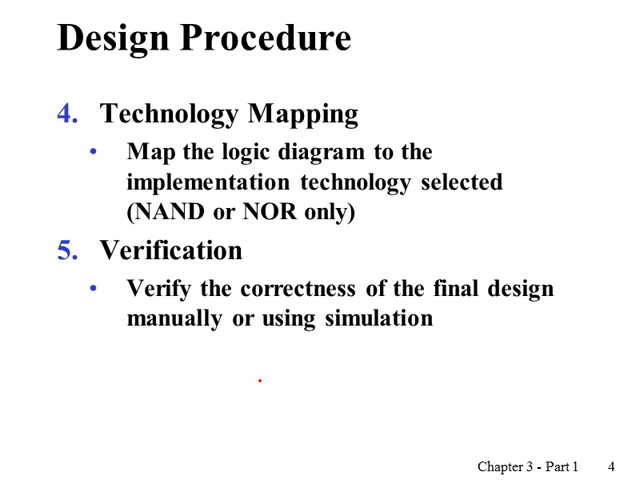 Design Procedure
4. Technology Mapping
• Map the logic diagram to the
implementation technology selected
(NAND or NOR only)
5. Verification
• Verify the correctness of the final design
manually or using simulation
Chapter 3 - Part 1 4